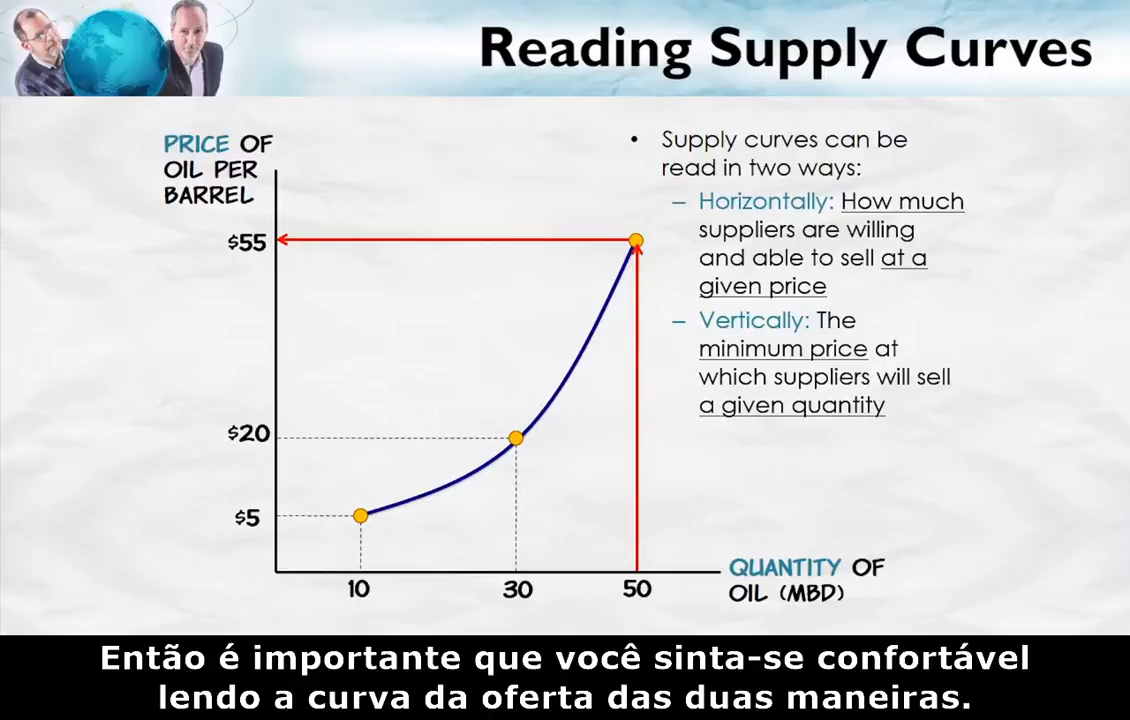 Reading Supply Curves
PRICE OF
OIL PER
BARREL
$55
$20
$5
10
30
50
QUANTITY OF
OIL (MBD)
• Supply curves can be
read in two ways:
– Horizontally: How much
suppliers are willing
and able to sell at a
given price
– Vertically: The
minimum price at
which suppliers will sell
a given quantity
Então é importante que você sinta-se confortável
lendo a curva da oferta das duas maneiras.